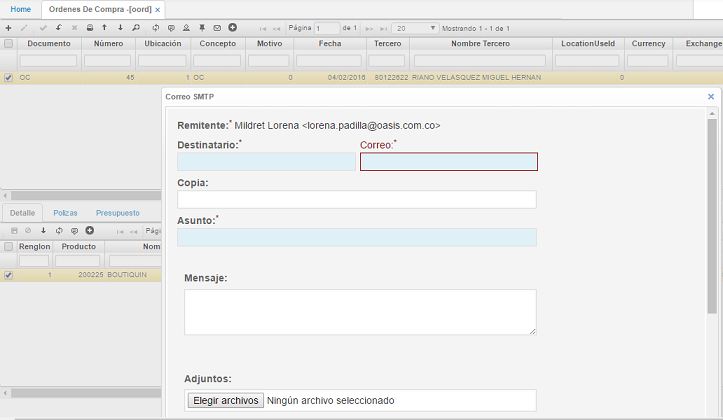 Home Ordenes De Compra -[oord] ×
Página 1 de 1 20 Mostrando 1 - 1 de 1
Documento Número Ubicación Concepto Motivo Fecha Tercero Nombre Tercero LocationUseId Currency Exchange
OC 45 1 OC 0 04/02/2016 80122622 RIANO VELASQUEZ MIGUEL HERNAN 0
Correo SMTP ×
Remitente:* Mildret Lorena <lorena.padilla@oasis.com.co>
Destinatario:* Correo:*
Copia:
Asunto:*
Detalle Polizas Presupuesto
Pági
Renglon Producto Nom
1 200225 BOUTIQUIN
Mensaje:
Adjuntos:
Elegir archivos Ningún archivo seleccionado